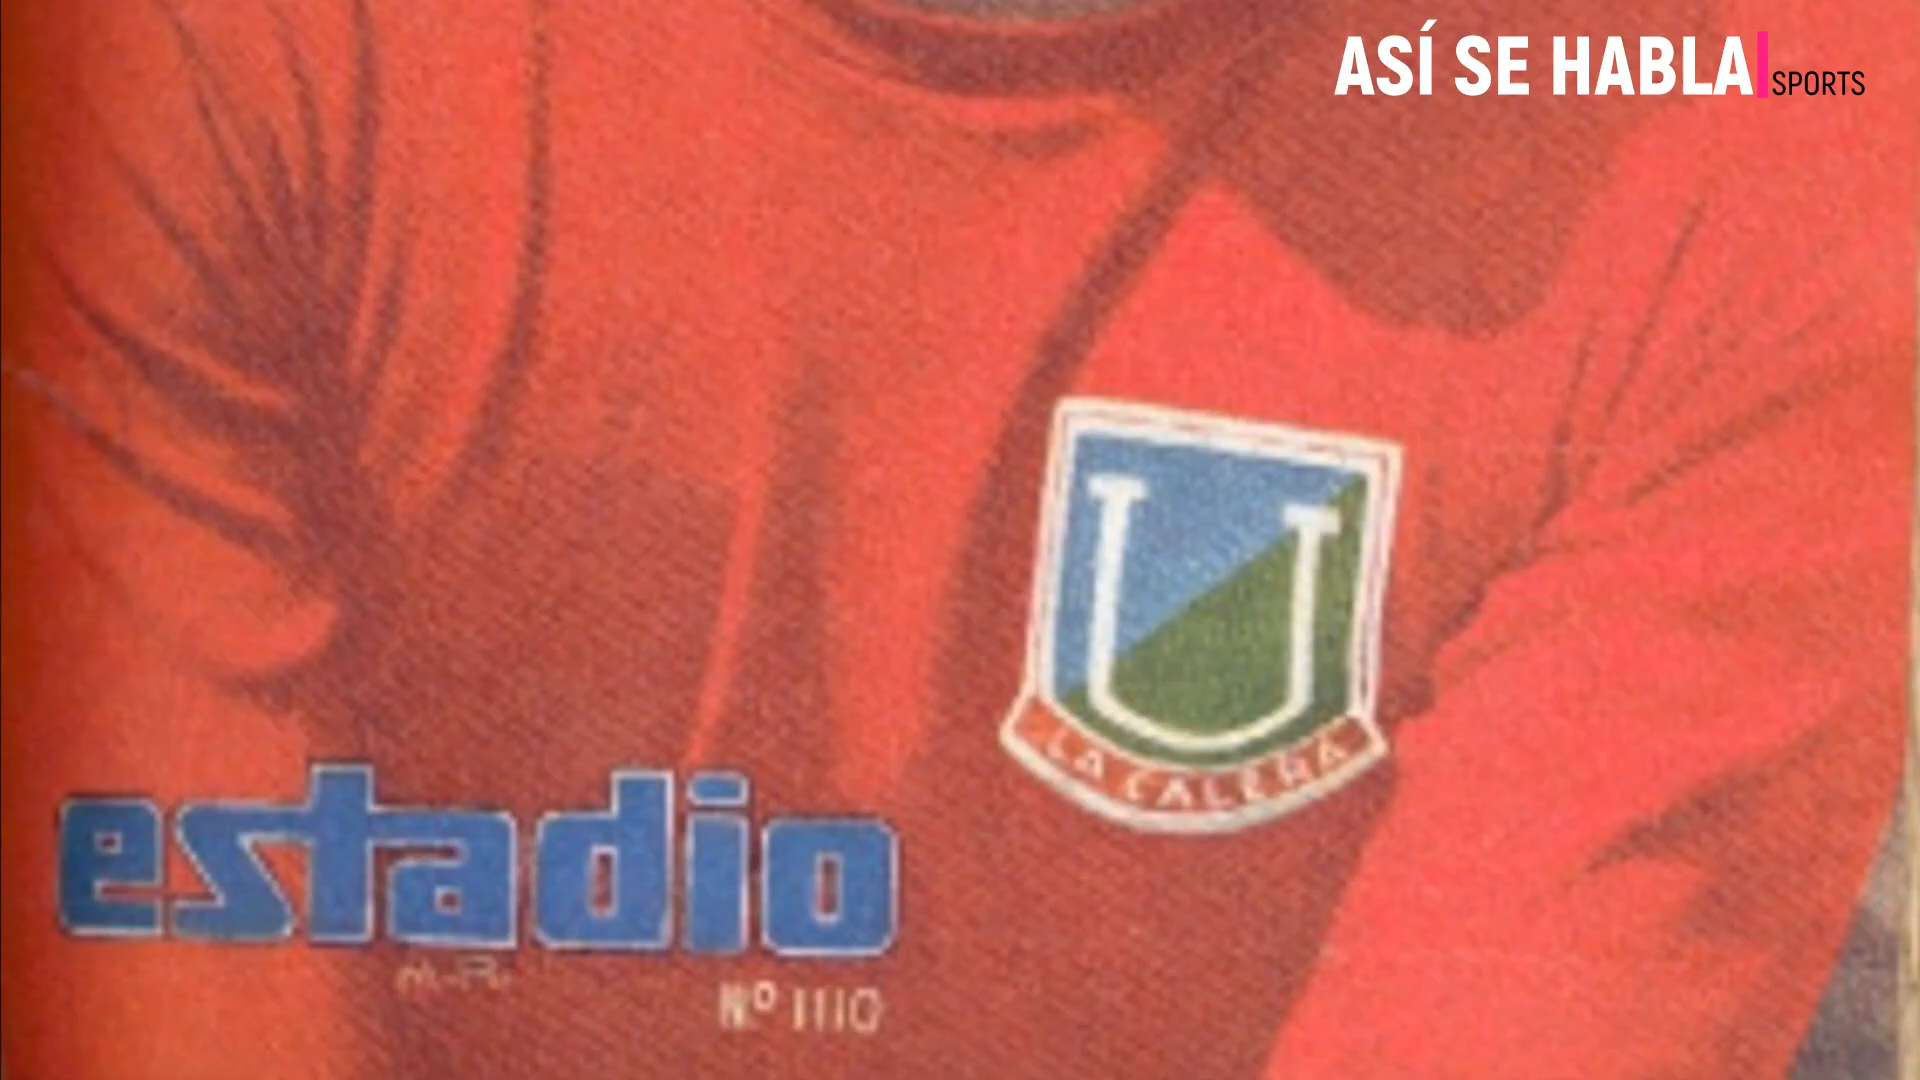 ASÍ SE HABLA SPORTS
LA CALERA
estadio
M.R.
Nº 1110